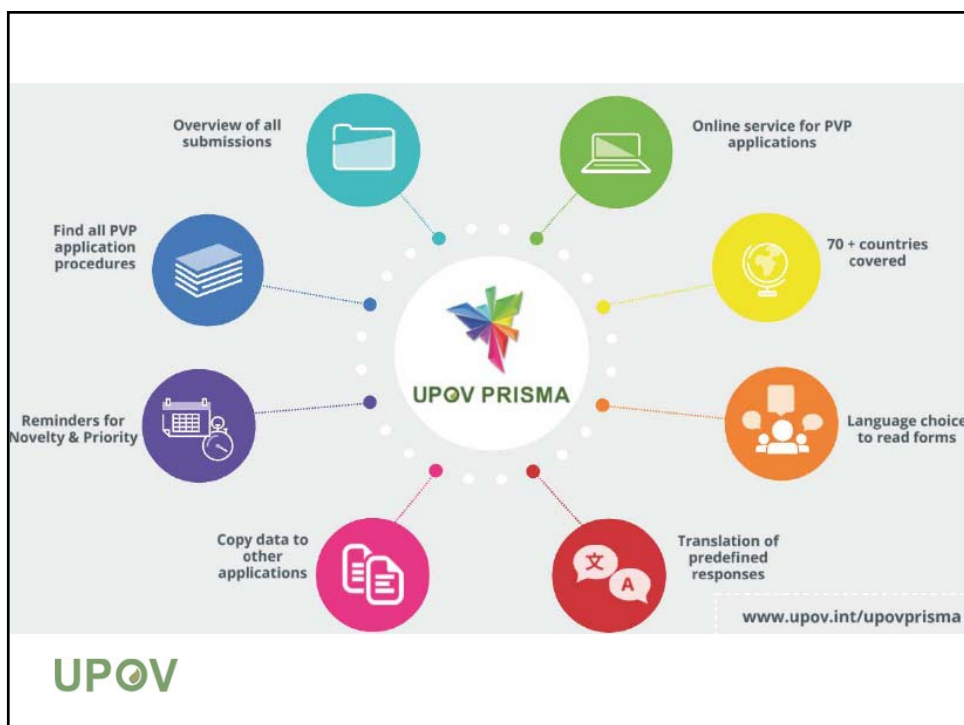 Overview of all
submissions
Online service for PVP
applications
Find all PVP
application
procedures
70 + countries
covered
UPOV PRISMA
Reminders for
Novelty & Priority
Language choice
to read forms
Copy data to
other
applications
Translation of
predefined
responses
文
A
www.upov.int/upovprisma
UPOV